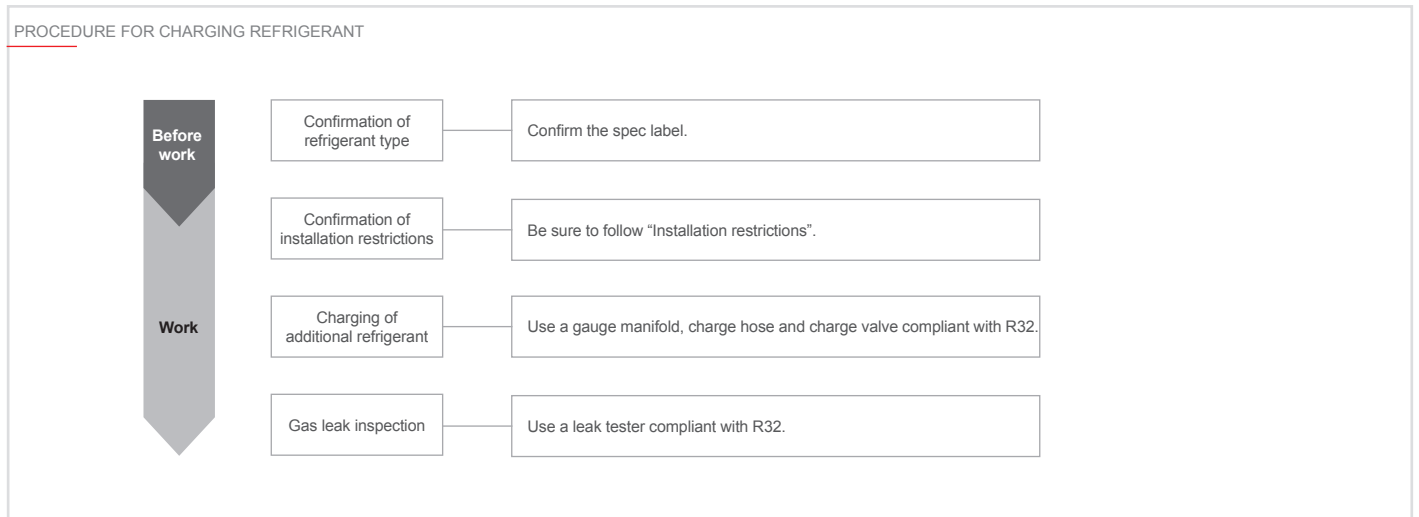 PROCEDURE FOR CHARGING REFRIGERANT
Before
work
Confirmation of
refrigerant type
Confirm the spec label.
Confirmation of
installation restrictions
Be sure to follow “Installation restrictions”.
Work
Charging of
additional refrigerant
Use a gauge manifold, charge hose and charge valve compliant with R32.
Gas leak inspection
Use a leak tester compliant with R32.